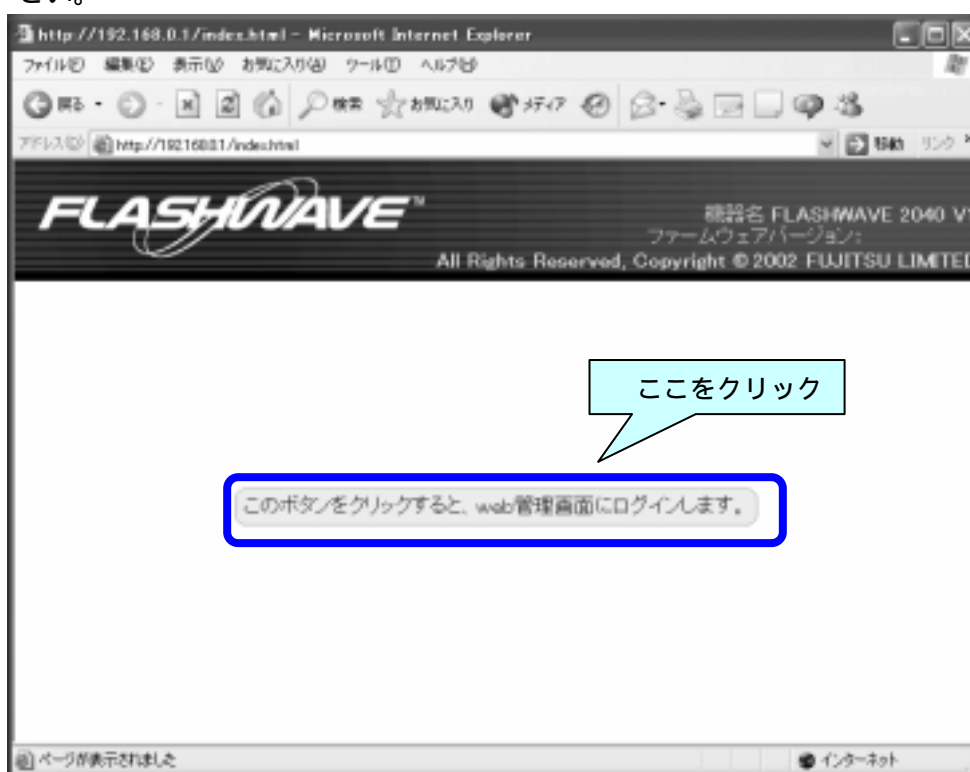 さい。
http://192.168.0.1/index.html - Microsoft Internet Explorer
ファイル(F) 編集(E) 表示(V) お気に入り(A) ツール(T) ヘルプ(H)
戻る 検索 お気に入り メディア
アドレス(D) http://192.168.0.1/index.html 移動 リンク
FLASHWAVE™
機器名 FLASHWAVE 2040 V
ファームウェアバージョン:
All Rights Reserved, Copyright © 2002 FUJITSU LIMITED
ここをクリック
このボタンをクリックすると、web管理画面にログインします。
ページが表示されました インターネット